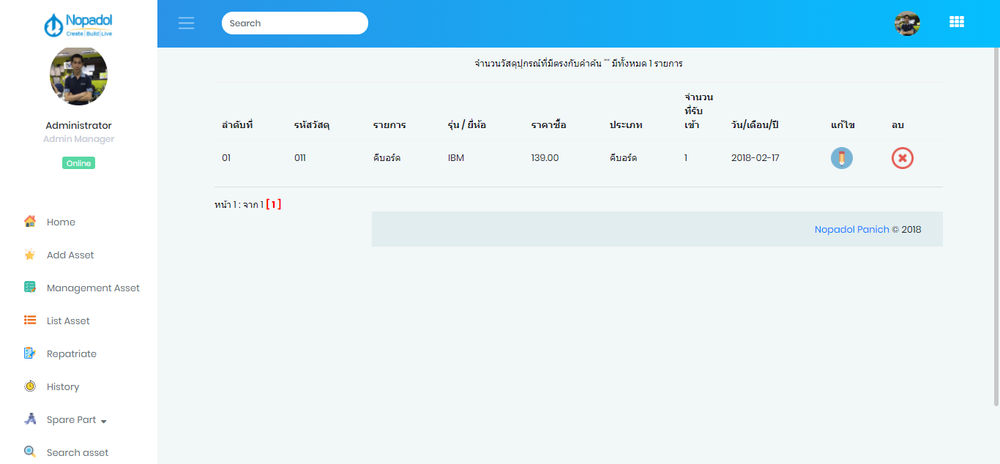 Nopadol
Create | Build | Live
Search
Administrator
Admin Manager
Online
Home
Add Asset
Management Asset
List Asset
Repatriate
History
Spare Part
Search asset
จำนวนวัสดุปุกรณ์ที่มีตรงกับคำค้น "" มีทั้งหมด 1 รายการ
ลำดับที่ รหัสวัสดุ รายการ รุ่น / ยี่ห้อ ราคาซื้อ ประเภท จำนวนที่รับเข้า วัน/เดือน/ปี แก้ไข ลบ
01 011 คีบอร์ด IBM 139.00 คีบอร์ด 1 2018-02-17
หน้า 1 : จาก 1 [ 1 ]
Nopadol Panich © 2018